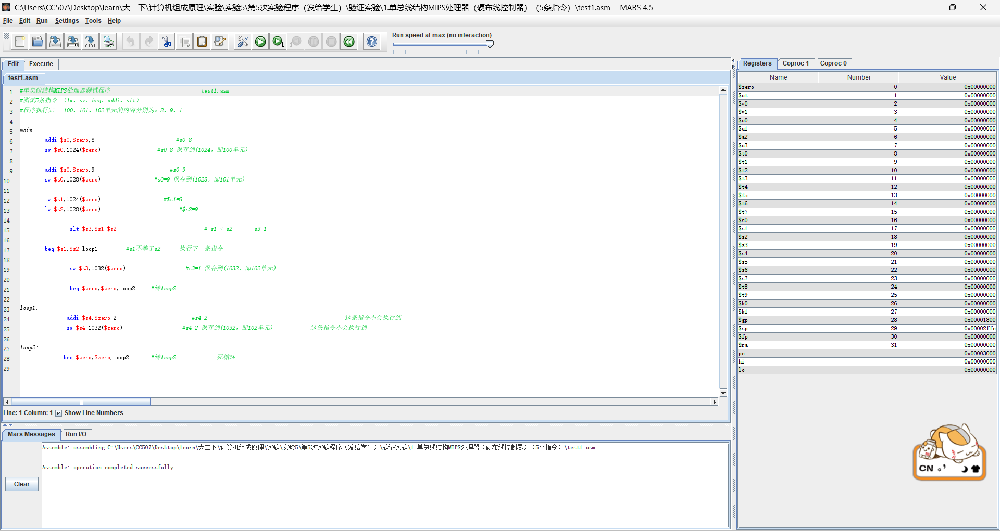 C:\Users\CC507\Desktop\learn\大二下\计算机组成原理\实验\实验5\第5次实验程序（发给学生）\验证实验\1.单总线结构MIPS处理器（硬布线控制器）（5条指令）\test1.asm - MARS 4.5
File Edit Run Settings Tools Help
Run speed at max (no interaction)
Edit Execute
test1.asm
1 #单总线结构MIPS处理器测试程序 test1.asm
2 #测试5条指令 （lw、sw、beq、addi、slt）
3 #程序执行完 100、101、102单元的内容分别为：8、9、1
4
5 main:
6 addi $s0,$zero,8 #s0=8
7 sw $s0,1024($zero) #s0=8 保存到(1024，即100单元)
8
9 addi $s0,$zero,9 #s0=9
10 sw $s0,1028($zero) #s0=9 保存到(1028，即101单元)
11
12 lw $s1,1024($zero) #$s1=8
13 lw $s2,1028($zero) #$s2=9
14
15 slt $s3,$s1,$s2 # s1 < s2 s3=1
16
17 beq $s1,$s2,loop1 #s1不等于s2 执行下一条指令
18
19 sw $s3,1032($zero) #s3=1 保存到(1032，即102单元)
20
21 beq $zero,$zero,loop2 #转loop2
22
23 loop1:
24 addi $s4,$zero,2 #s4=2 这条指令不会执行到
25 sw $s4,1032($zero) #s4=2 保存到(1032，即102单元) 这条指令不会执行到
26
27 loop2:
28 beq $zero,$zero,loop2 #转loop2 死循环
29
Line: 1 Column: 1 Show Line Numbers
Mars Messages Run I/O
Assemble: assembling C:\Users\CC507\Desktop\learn\大二下\计算机组成原理\实验\实验5\第5次实验程序（发给学生）\验证实验\1.单总线结构MIPS处理器（硬布线控制器）（5条指令）\test1.asm
Assemble: operation completed successfully.
Clear
Registers Coproc 1 Coproc 0
Name Number Value
$zero 0 0x00000000
$at 1 0x00000000
$v0 2 0x00000000
$v1 3 0x00000000
$a0 4 0x00000000
$a1 5 0x00000000
$a2 6 0x00000000
$a3 7 0x00000000
$t0 8 0x00000000
$t1 9 0x00000000
$t2 10 0x00000000
$t3 11 0x00000000
$t4 12 0x00000000
$t5 13 0x00000000
$t6 14 0x00000000
$t7 15 0x00000000
$s0 16 0x00000000
$s1 17 0x00000000
$s2 18 0x00000000
$s3 19 0x00000000
$s4 20 0x00000000
$s5 21 0x00000000
$s6 22 0x00000000
$s7 23 0x00000000
$t8 24 0x00000000
$t9 25 0x00000000
$k0 26 0x00000000
$k1 27 0x00000000
$gp 28 0x00001800
$sp 29 0x00002ffc
$fp 30 0x00000000
$ra 31 0x00000000
pc 0x00003000
hi 0x00000000
lo 0x00000000
CN 。’